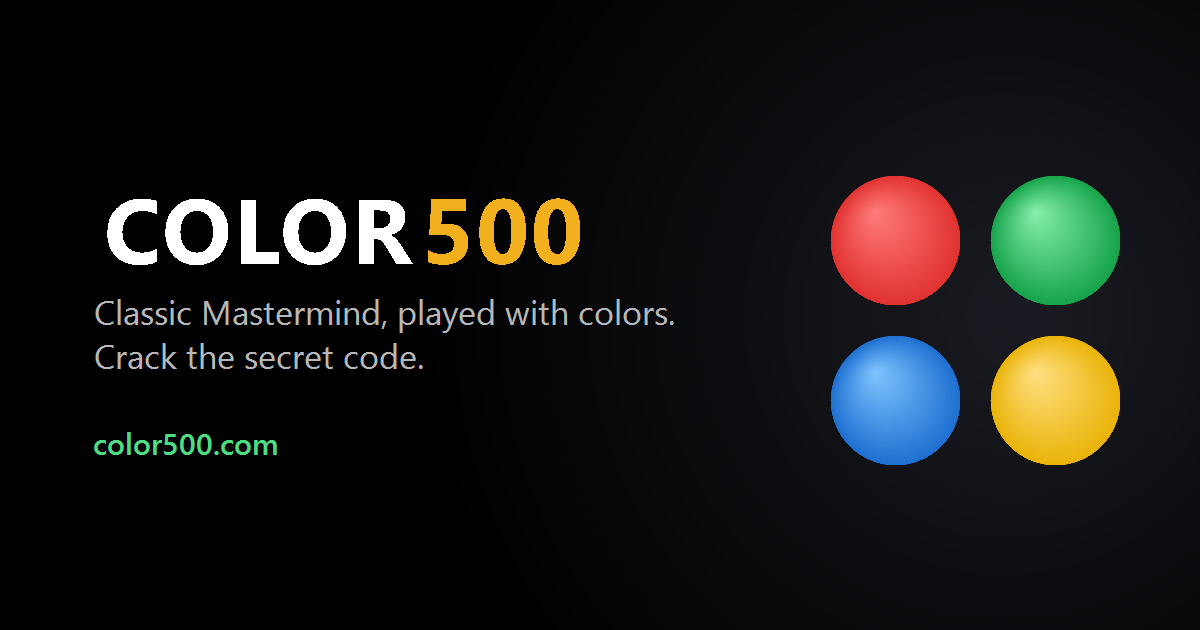 COLOR500
Classic Mastermind, played with colors.
Crack the secret code.
color500.com